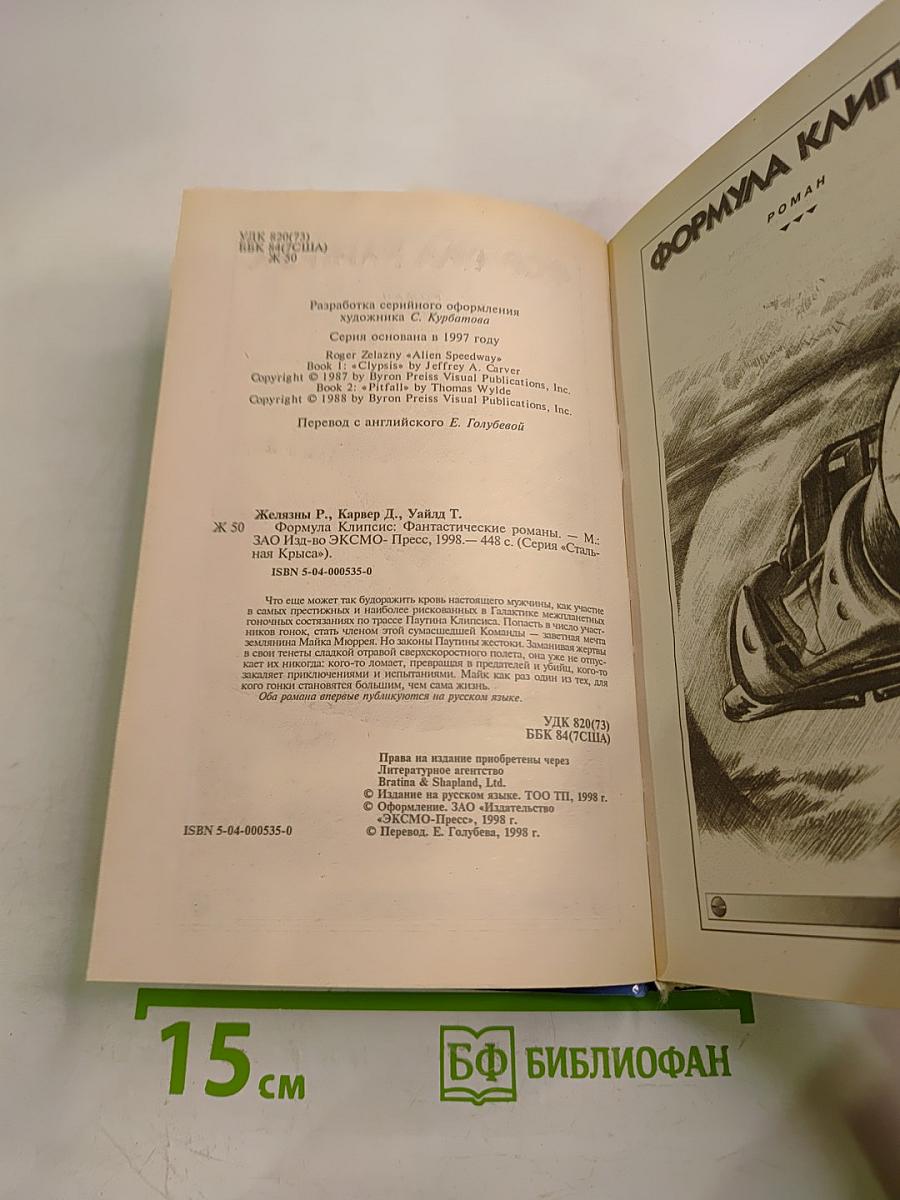 УДК 820(73)
ББК 84(7США)
Ж 50
Разработка серийного оформления
художника С. Курбатова
Серия основана в 1997 году
Roger Zelazny «Alien Speedway»
Book 1: «Clypsis» by Jeffrey A. Carver
Copyright © 1987 by Byron Preiss Visual Publications, Inc.
Book 2: «Pitfall» by Thomas Wylde
Copyright © 1988 by Byron Preiss Visual Publications, Inc.
Перевод с английского Е. Голубевой
Желязны Р., Карвер Д., Уайлд Т.
Ж 50 Формула Клипсис: Фантастические романы. — М.:
ЗАО Изд-во ЭКСМО- Пресс, 1998.— 448 с. (Серия «Сталь-
ная Крыса»).
ISBN 5-04-000535-0
Что еще может так будоражить кровь настоящего мужчины, как участие
в самых престижных и наиболее рискованных в Галактике межпланетных
гоночных состязаниях по трассе Паутина Клипсиса. Попасть в число участ-
ников гонок, стать членом этой сумасшедшей Команды — заветная мечта
землянина Майка Мюррея. Но законы Паутины жестоки. Заманивая жертвы
в свои тенеты сладкой отравой сверхскоростного полета, она уже не отпус-
кает их никогда: кого-то ломает, превращая в предателей и убийц, кого-то
закаляет приключениями и испытаниями. Майк как раз один из тех, для
кого гонки становятся большим, чем сама жизнь.
Оба романа впервые публикуются на русском языке.
УДК 820(73)
ББК 84(7США)
Права на издание приобретены через
Литературное агентство
Bratina & Shapland, Ltd.
© Издание на русском языке. ТОО ТП, 1998 г.
© Оформление. ЗАО «Издательство
«ЭКСМО-Пресс», 1998 г.
ISBN 5-04-000535-0 © Перевод. Е. Голубева, 1998 г.
ФОРМУЛА КЛИП
РОМАН
15 см
БФ БИБЛИОФАН